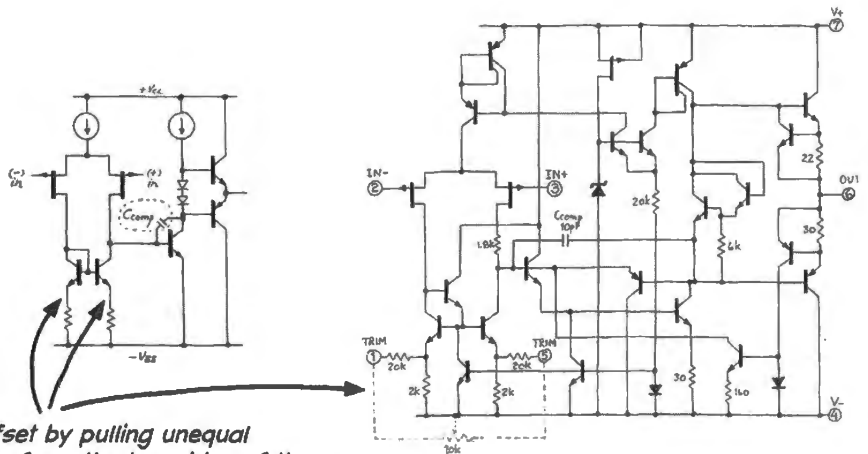 +Vcc
(-)
in
(+)
in
Ccomp
-VEE
fset by pulling unequal
V+
7
IN-
2
IN+
3
1.8k
Ccomp
10pF
20k
6k
22
OUT
6
30
TRIM
1
20k
2k
TRIM
5
20k
2k
30
160
V-
4
10k